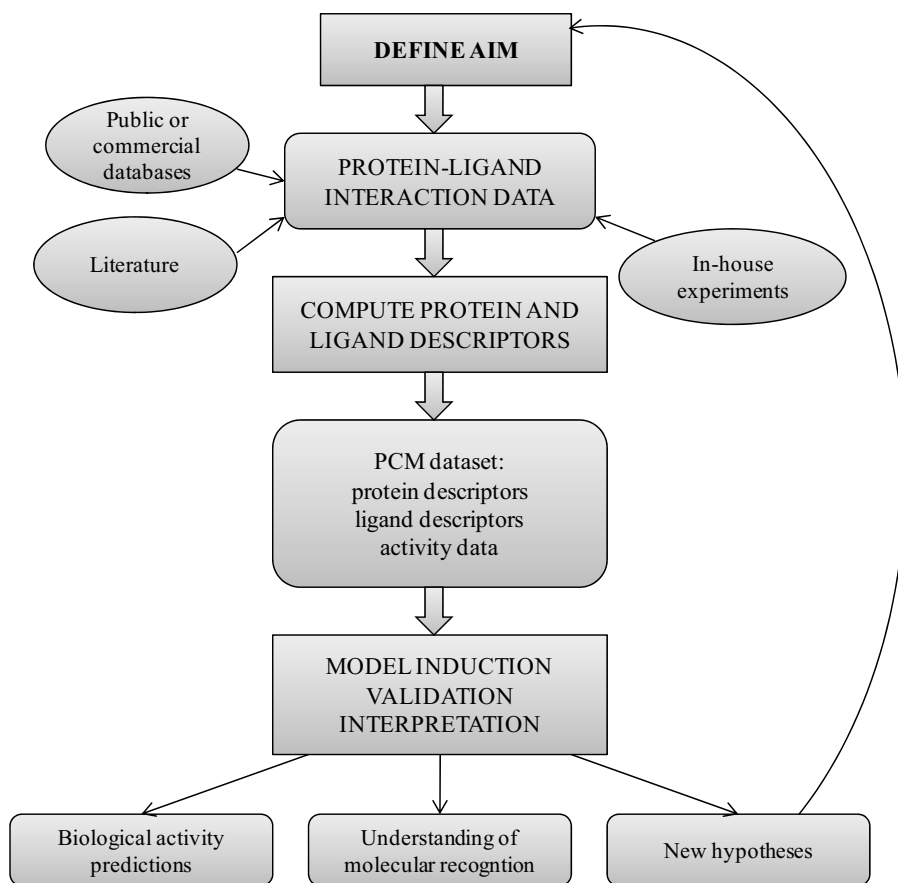 DEFINE AIM
Public or
commercial
databases
PROTEIN-LIGAND
INTERACTION DATA
Literature
In-house
experiments
COMPUTE PROTEIN AND
LIGAND DESCRIPTORS
PCM dataset:
protein descriptors
ligand descriptors
activity data
MODEL INDUCTION
VALIDATION
INTERPRETATION
Biological activity
predictions
Understanding of
molecular recogntion
New hypotheses